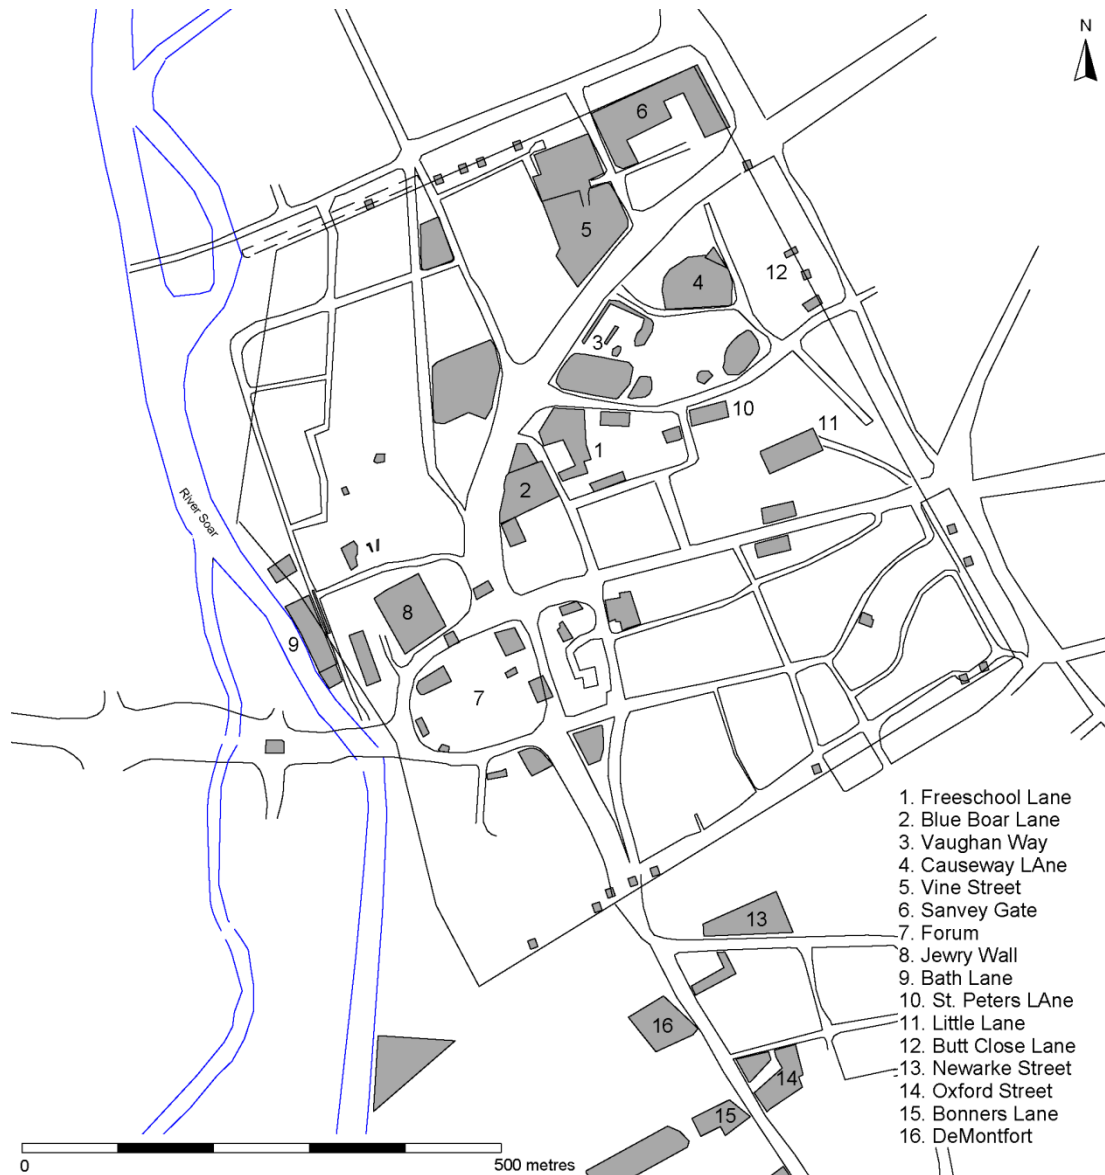 N
6
5
4
12
3
10
1
11
2
River Soar
8
9
7
1. Freeschool Lane
2. Blue Boar Lane
3. Vaughan Way
4. Causeway LAne
5. Vine Street
6. Sanvey Gate
7. Forum
8. Jewry Wall
9. Bath Lane
10. St. Peters LAne
11. Little Lane
12. Butt Close Lane
13. Newarke Street
14. Oxford Street
15. Bonners Lane
16. DeMontfort
13
16
14
15
0
500 metres